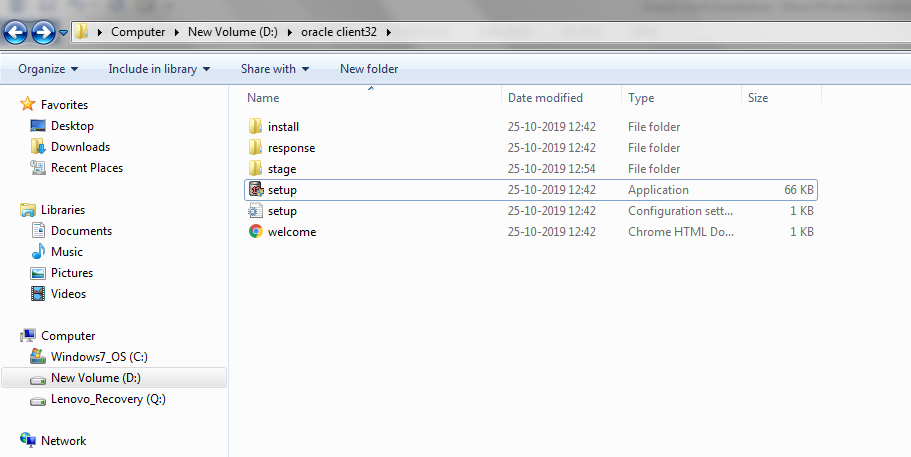 Computer New Volume (D:) oracle client32
Organize Include in library Share with New folder
Name Date modified Type Size
Favorites
Desktop
Downloads
Recent Places
Libraries
Documents
Music
Pictures
Videos
Computer
Windows7_OS (C:)
New Volume (D:)
Lenovo_Recovery (Q:)
Network
install 25-10-2019 12:42 File folder
response 25-10-2019 12:42 File folder
stage 25-10-2019 12:54 File folder
setup 25-10-2019 12:42 Application 66 KB
setup 25-10-2019 12:42 Configuration sett... 1 KB
welcome 25-10-2019 12:42 Chrome HTML Do... 1 KB